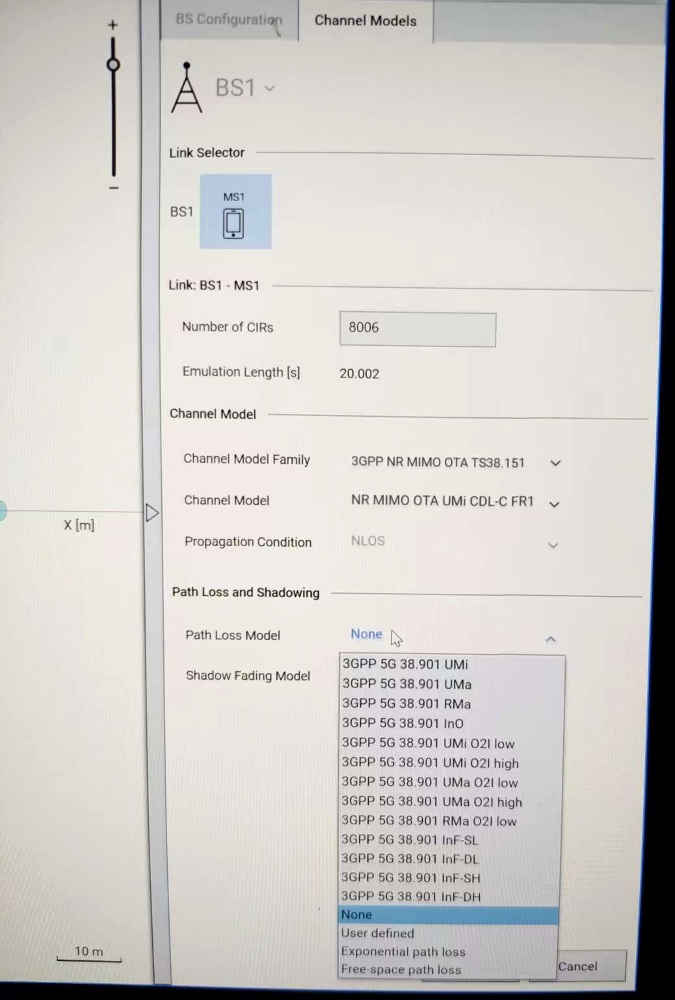 +
BS Configuration
Channel Models
BS1
−
Link Selector
MS1
BS1
Link: BS1 - MS1
Number of CIRs
8006
Emulation Length [s]
20.002
Channel Model
Channel Model Family
3GPP NR MIMO OTA TS38.151
Channel Model
NR MIMO OTA UMi CDL-C FR1
X [m]
Propagation Condition
NLOS
Path Loss and Shadowing
Path Loss Model
None
Shadow Fading Model
3GPP 5G 38.901 UMi
3GPP 5G 38.901 UMa
3GPP 5G 38.901 RMa
3GPP 5G 38.901 InO
3GPP 5G 38.901 UMi O2I low
3GPP 5G 38.901 UMi O2I high
3GPP 5G 38.901 UMa O2I low
3GPP 5G 38.901 UMa O2I high
3GPP 5G 38.901 RMa O2I low
3GPP 5G 38.901 InF-SL
3GPP 5G 38.901 InF-DL
3GPP 5G 38.901 InF-SH
3GPP 5G 38.901 InF-DH
None
User defined
Exponential path loss
Free-space path loss
10 m
Cancel